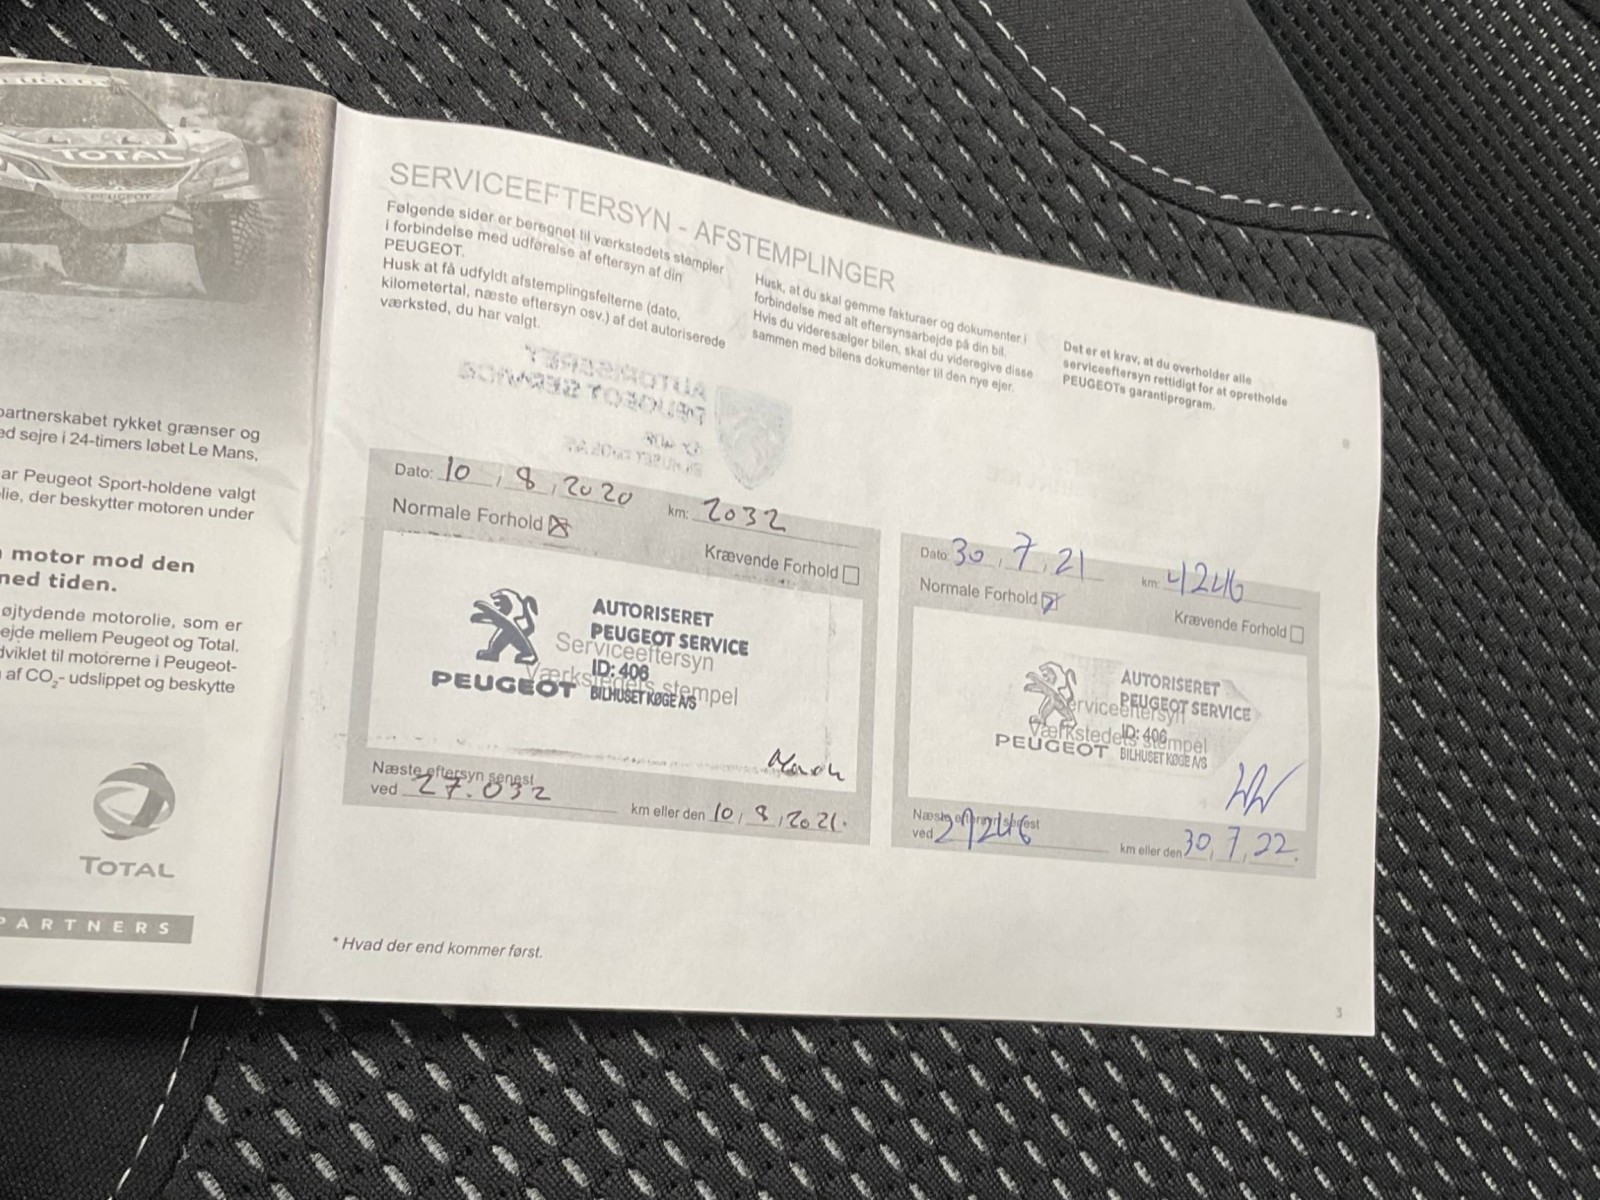 TOTAL
PEUGEOT
partnerskabet rykket grænser og
ed sejre i 24-timers løbet Le Mans,
ar Peugeot Sport-holdene valgt
lie, der beskytter motoren under
motor mod den
ned tiden.
øjtydende motorolie, som er
ejde mellem Peugeot og Total.
dviklet til motorerne i Peugeot-
af CO₂- udslippet og beskytte
TOTAL
PARTNERS
SERVICEEFTERSYN - AFSTEMPLINGER
Følgende sider er beregnet til værkstedets stempler
i forbindelse med udførelse af eftersyn af din
PEUGEOT.
Husk at få udfyldt afstemplingsfelterne (dato,
kilometertal, næste eftersyn osv.) af det autoriserede
værksted, du har valgt.
Husk, at du skal gemme fakturaer og dokumenter i
forbindelse med alt eftersynsarbejde på din bil.
Hvis du videresælger bilen, skal du videregive disse
sammen med bilens dokumenter til den nye ejer.
Det er et krav, at du overholder alle
serviceeftersyn rettidigt for at opretholde
PEUGEOTs garantiprogram.
AUTORISERET
PEUGEOT SERVICE
Dato: 10, 8, 2020 km: 2032
Normale Forhold ☒ Krævende Forhold ☐
AUTORISERET
PEUGEOT SERVICE
Serviceeftersyn
ID: 406
Værkstedets stempel
PEUGEOT BILHUSET KØGE A/S
Næste eftersyn senest
ved 27.032 km eller den 10, 8, 2021.
Dato: 30, 7, 21 km: 4246
Normale Forhold ☒ Krævende Forhold ☐
AUTORISERET
PEUGEOT SERVICE
Serviceeftersyn
ID: 406
Værkstedets stempel
PEUGEOT BILHUSET KØGE A/S
Næste eftersyn senest
ved 29246 km eller den 30, 7, 22.
* Hvad der end kommer først.
3